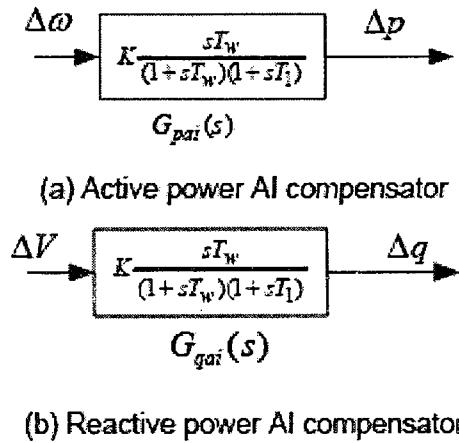 Δω
Δp
K sT_w / (1+sT_w)(1+sT_1)
G_pai(s)
(a) Active power AI compensator
ΔV
Δq
K sT_w / (1+sT_w)(1+sT_1)
G_qai(s)
(b) Reactive power AI compensator